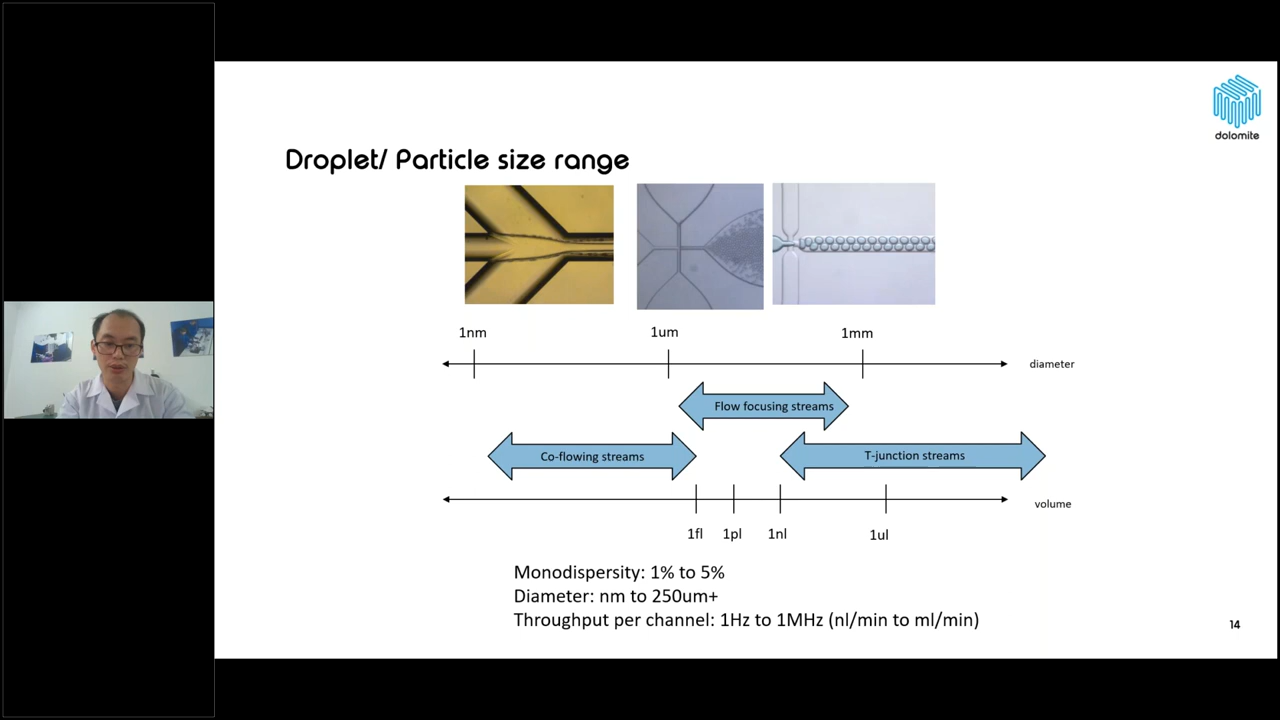 dolomite
Droplet/ Particle size range
1nm
1um
1mm
diameter
Flow focusing streams
Co-flowing streams
T-junction streams
volume
1fl
1pl
1nl
1ul
Monodispersity: 1% to 5%
Diameter: nm to 250um+
Throughput per channel: 1Hz to 1MHz (nl/min to ml/min)
14